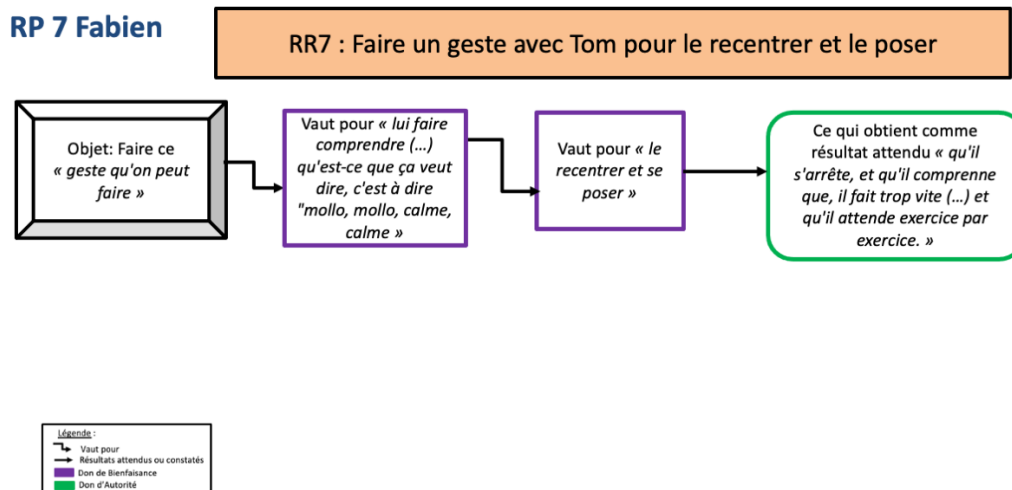 RP 7 Fabien
RR7 : Faire un geste avec Tom pour le recentrer et le poser
Objet: Faire ce
« geste qu'on peut
faire »
Vaut pour « lui faire
comprendre (…)
qu'est-ce que ça veut
dire, c'est à dire
"mollo, mollo, calme,
calme »
Vaut pour « le
recentrer et se
poser »
Ce qui obtient comme
résultat attendu « qu'il
s'arrête, et qu'il comprenne
que, il fait trop vite (…) et
qu'il attende exercice par
exercice. »
Légende :
Vaut pour
Résultats attendus ou constatés
Don de Bienfaisance
Don d'Autorité